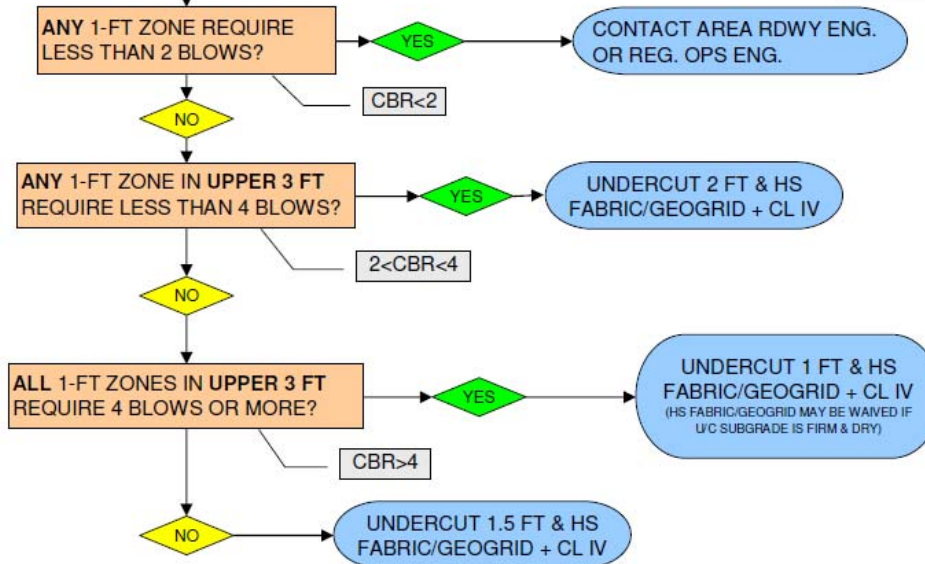 ANY 1-FT ZONE REQUIRE
LESS THAN 2 BLOWS?
YES
CONTACT AREA RDWY ENG.
OR REG. OPS ENG.
CBR<2
NO
ANY 1-FT ZONE IN UPPER 3 FT
REQUIRE LESS THAN 4 BLOWS?
YES
UNDERCUT 2 FT & HS
FABRIC/GEOGRID + CL IV
2<CBR<4
NO
ALL 1-FT ZONES IN UPPER 3 FT
REQUIRE 4 BLOWS OR MORE?
YES
UNDERCUT 1 FT & HS
FABRIC/GEOGRID + CL IV
(HS FABRIC/GEOGRID MAY BE WAIVED IF
U/C SUBGRADE IS FIRM & DRY)
CBR>4
NO
UNDERCUT 1.5 FT & HS
FABRIC/GEOGRID + CL IV